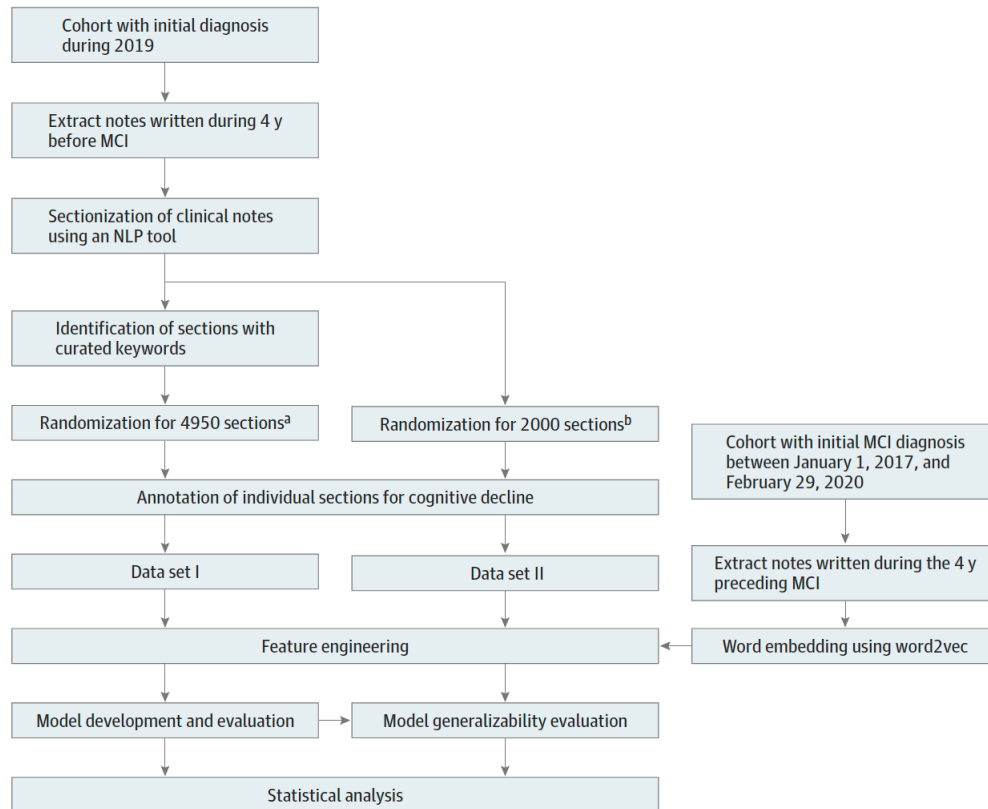 Cohort with initial diagnosis
during 2019
Extract notes written during 4 y
before MCI
Sectionization of clinical notes
using an NLP tool
Identification of sections with
curated keywords
Randomization for 4950 sectionsᵃ
Randomization for 2000 sectionsᵇ
Cohort with initial MCI diagnosis
between January 1, 2017, and
February 29, 2020
Annotation of individual sections for cognitive decline
Data set I
Data set II
Extract notes written during the 4 y
preceding MCI
Feature engineering
Word embedding using word2vec
Model development and evaluation
Model generalizability evaluation
Statistical analysis